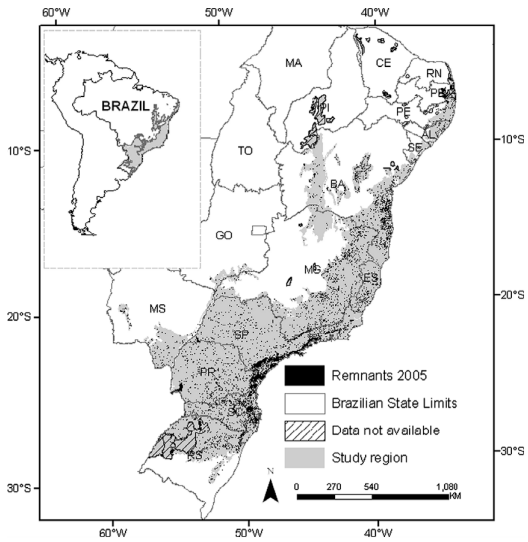 60°W 50°W 40°W
BRAZIL
MA
CE
RN
PB
PI
PE
AL
SE
TO
10°S 10°S
BA
GO
MG
MS
ES
20°S 20°S
SP
PR
SC
RS
Remnants 2005
Brazilian State Limits
Data not available
Study region
N
0 270 540 1,080
KM
30°S 30°S
60°W 50°W 40°W